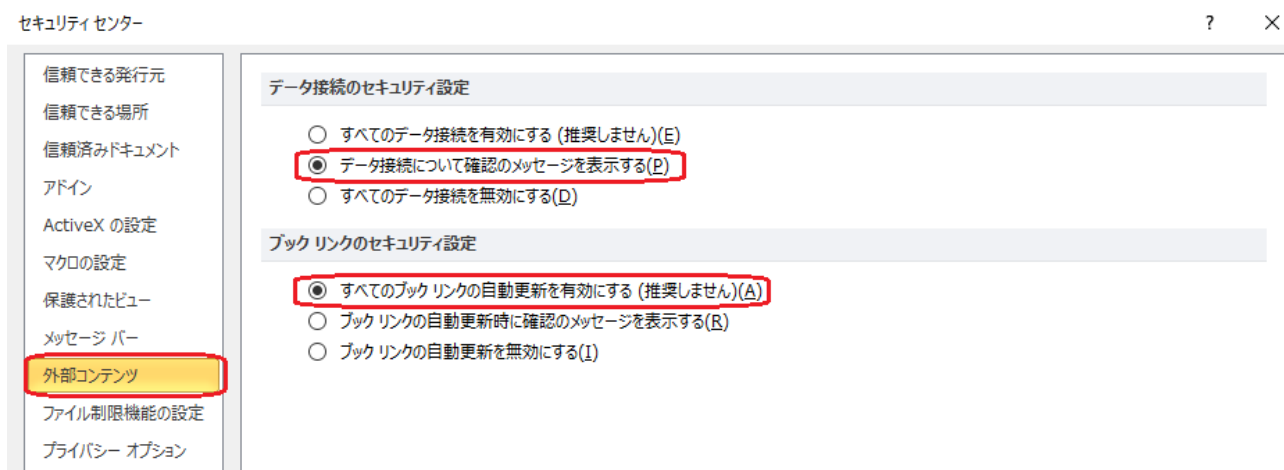 セキュリティ センター
?
信頼できる発行元
信頼できる場所
信頼済みドキュメント
アドイン
ActiveX の設定
マクロの設定
保護されたビュー
メッセージ バー
外部コンテンツ
ファイル制限機能の設定
プライバシー オプション
データ接続のセキュリティ設定
すべてのデータ接続を有効にする (推奨しません)(E)
データ接続について確認のメッセージを表示する(P)
すべてのデータ接続を無効にする(D)
ブック リンクのセキュリティ設定
すべてのブック リンクの自動更新を有効にする (推奨しません)(A)
ブック リンクの自動更新時に確認のメッセージを表示する(R)
ブック リンクの自動更新を無効にする(I)